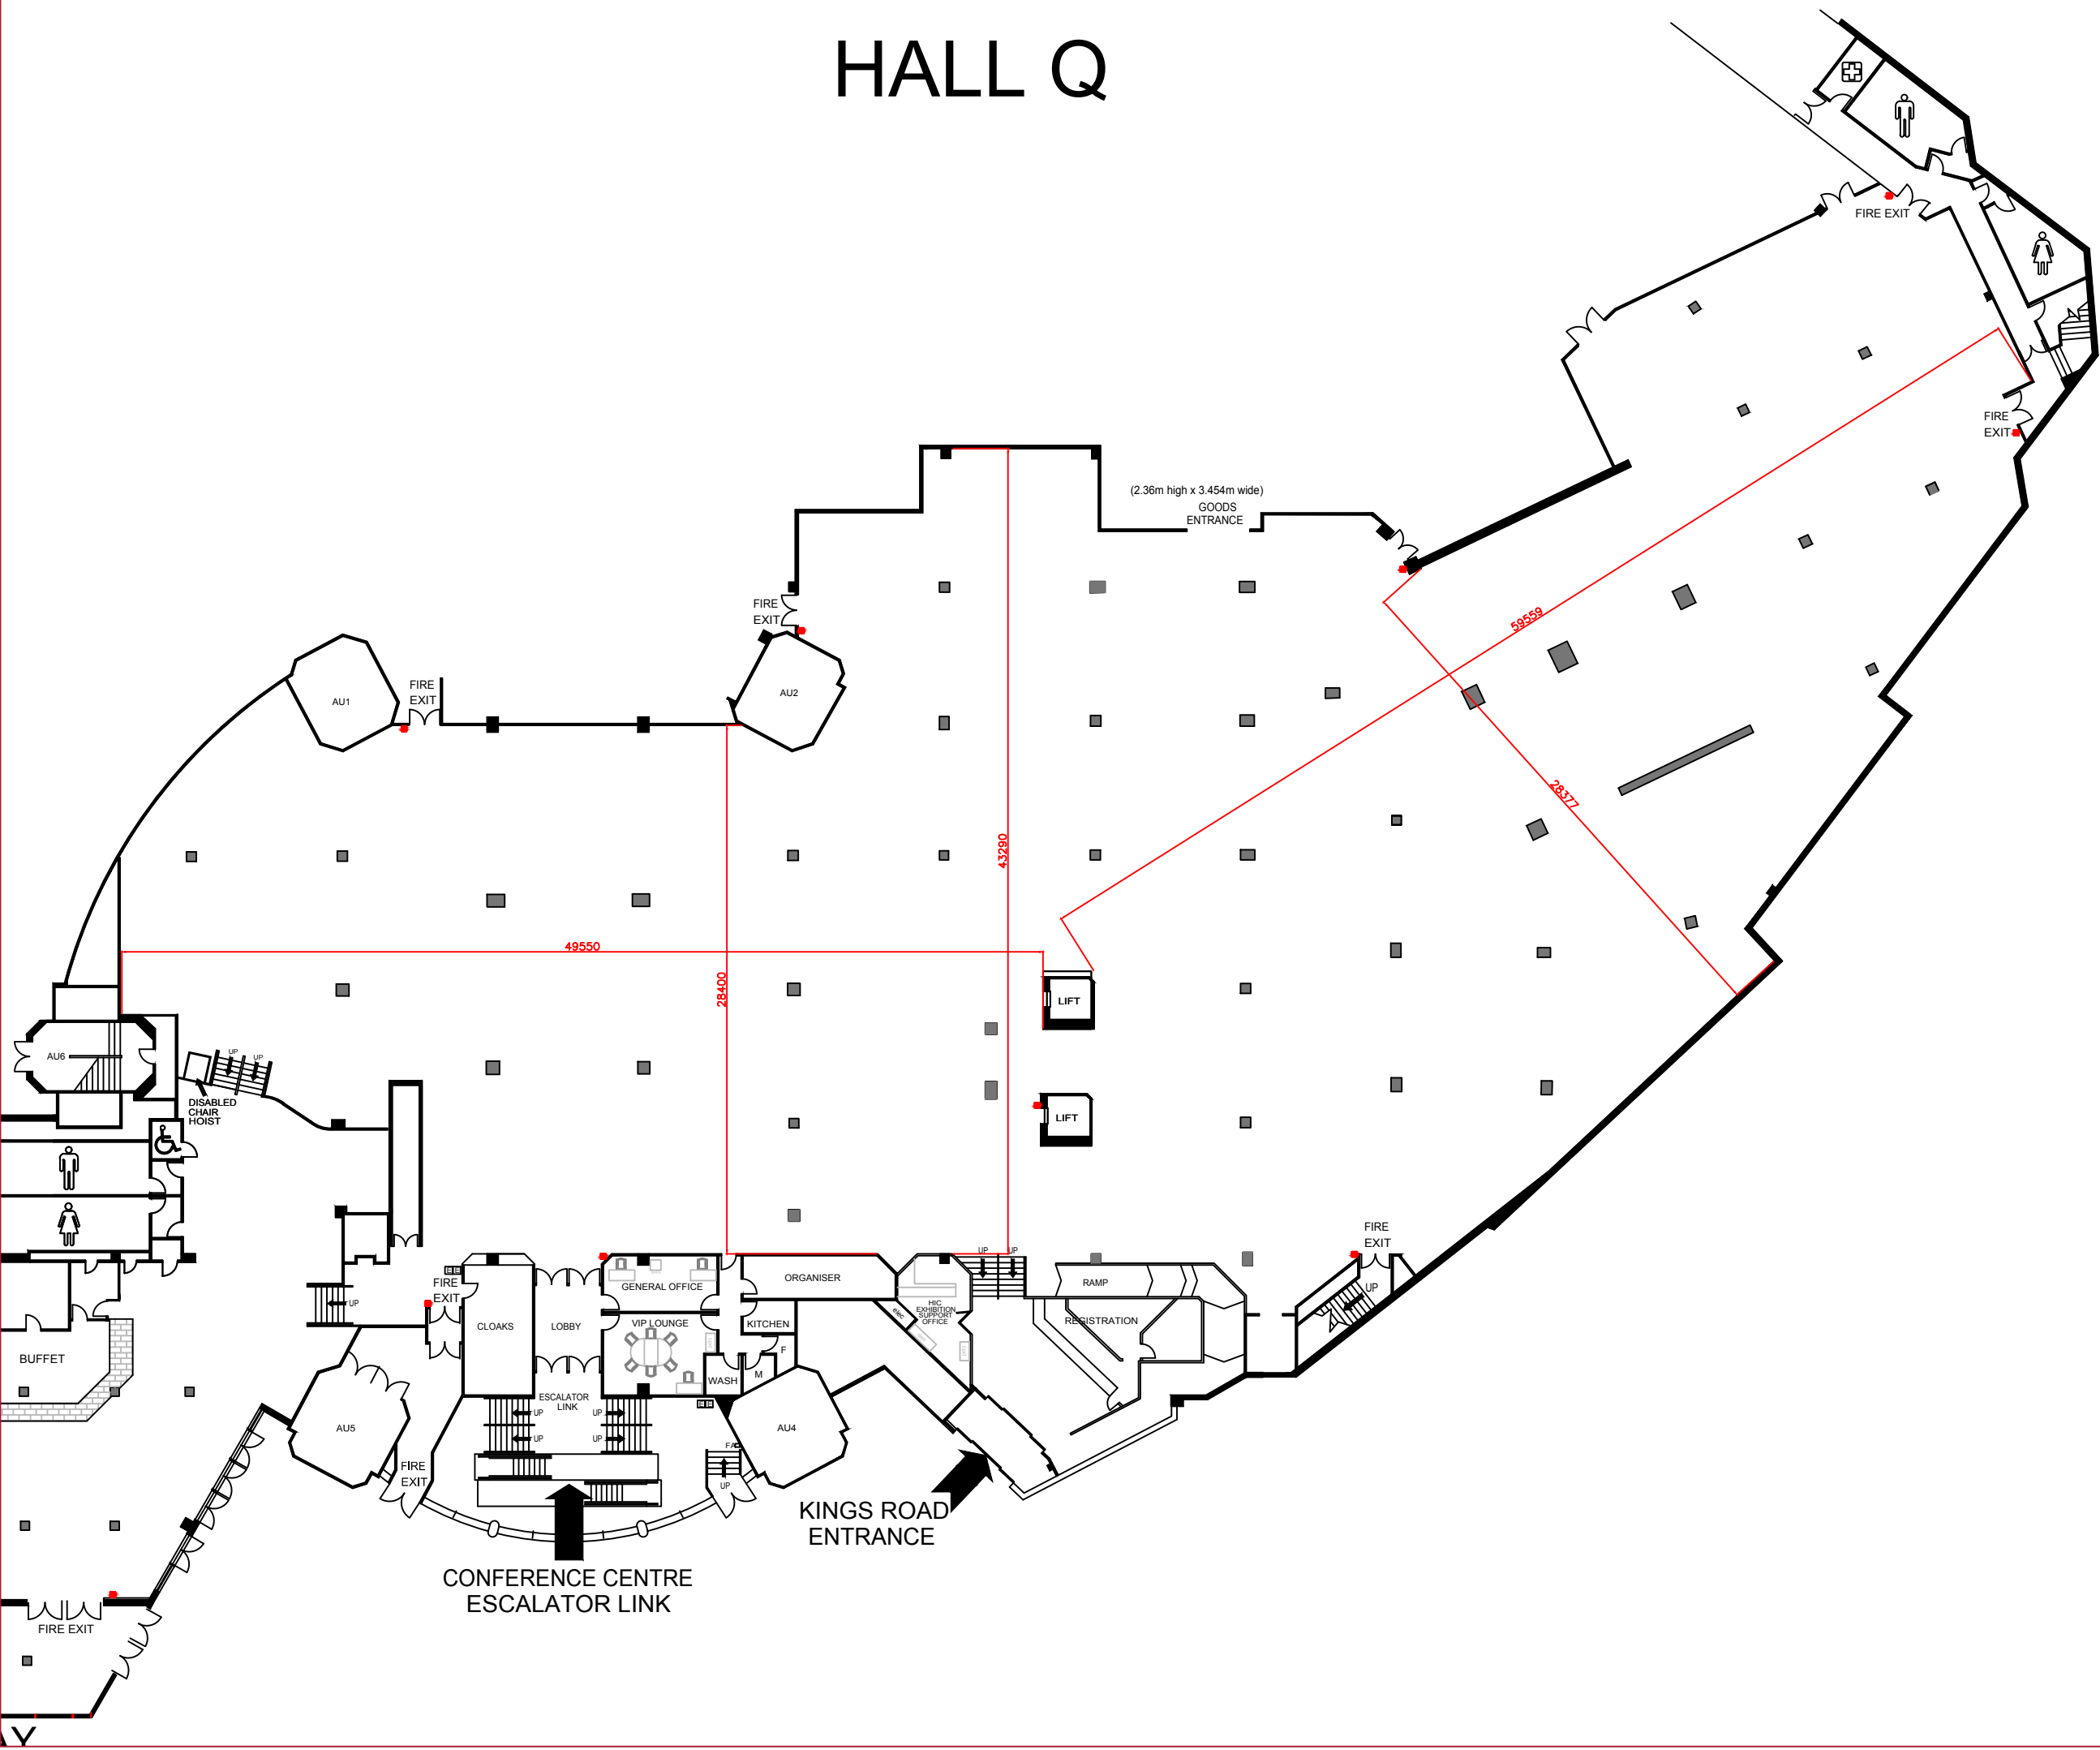 HALL Q
FIRE EXIT
FIRE
EXIT
(2.36m high x 3.454m wide)
GOODS
ENTRANCE
FIRE
EXIT
59559
AU1
FIRE
EXIT
AU2
28377
43290
49550
28400
LIFT
AU6
UP
UP
DISABLED
CHAIR
HOIST
LIFT
FIRE
EXIT
UP
UP
UP
ORGANISER
GENERAL OFFICE
RAMP
FIRE
EXIT
UP
HIC
EXHIBITION
SUPPORT
OFFICE
elec
REGISTRATION
CLOAKS
LOBBY
VIP LOUNGE
KITCHEN
F
M
WASH
BUFFET
ESCALATOR
LINK
UP
UP
UP
UP
AU5
AU4
FA
FIRE
EXIT
UP
KINGS ROAD
ENTRANCE
CONFERENCE CENTRE
ESCALATOR LINK
FIRE EXIT
AY